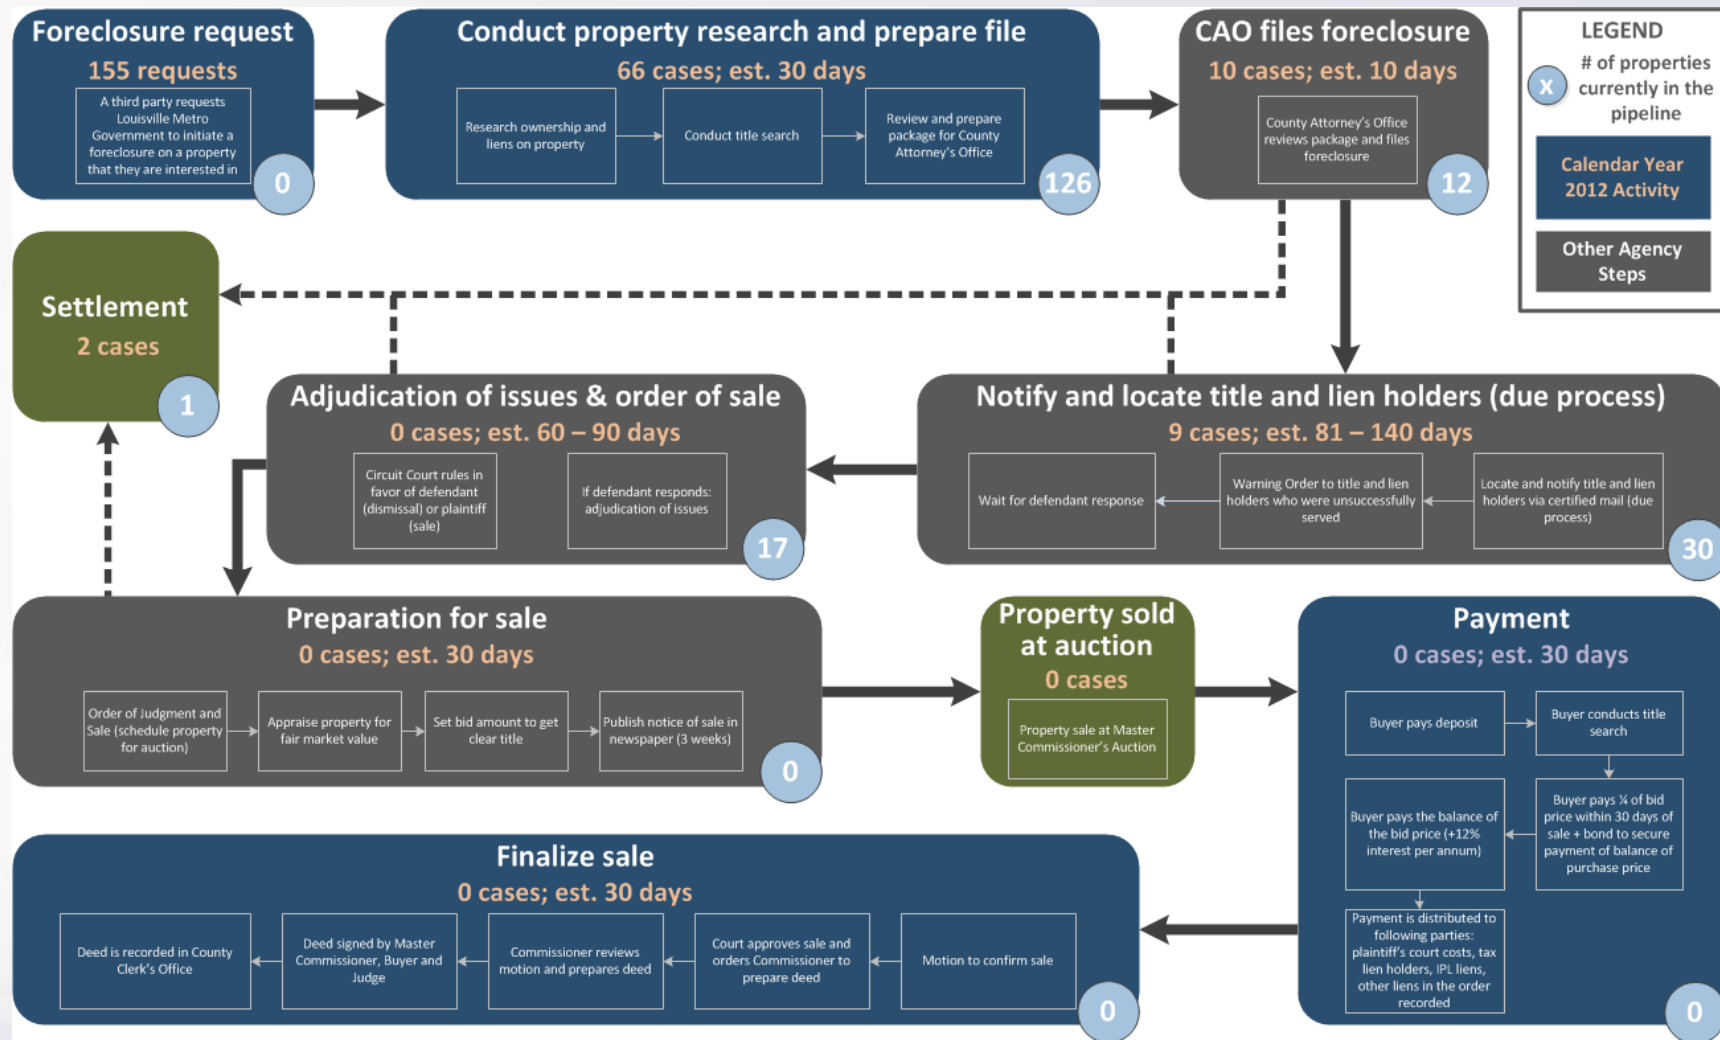 Foreclosure request
155 requests
A third party requests
Louisville Metro
Government to initiate a
foreclosure on a property
that they are interested in
0
Conduct property research and prepare file
66 cases; est. 30 days
Research ownership and
liens on property
Conduct title search
Review and prepare
package for County
Attorney's Office
126
CAO files foreclosure
10 cases; est. 10 days
County Attorney's Office
reviews package and files
foreclosure
12
LEGEND
X
# of properties
currently in the
pipeline
Calendar Year
2012 Activity
Other Agency
Steps
Settlement
2 cases
1
Adjudication of issues & order of sale
0 cases; est. 60 – 90 days
Circuit Court rules in
favor of defendant
(dismissal) or plaintiff
(sale)
If defendant responds:
adjudication of issues
17
Notify and locate title and lien holders (due process)
9 cases; est. 81 – 140 days
Wait for defendant response
Warning Order to title and lien
holders who were unsuccessfully
served
Locate and notify title and lien
holders via certified mail (due
process)
30
Preparation for sale
0 cases; est. 30 days
Order of Judgment and
Sale (schedule property
for auction)
Appraise property for
fair market value
Set bid amount to get
clear title
Publish notice of sale in
newspaper (3 weeks)
0
Property sold
at auction
0 cases
Property sale at Master
Commissioner's Auction
Payment
0 cases; est. 30 days
Buyer pays deposit
Buyer conducts title
search
Buyer pays the balance of
the bid price (+12%
interest per annum)
Buyer pays ¼ of bid
price within 30 days of
sale + bond to secure
payment of balance of
purchase price
Payment is distributed to
following parties:
plaintiff's court costs, tax
lien holders, IPL liens,
other liens in the order
recorded
0
Finalize sale
0 cases; est. 30 days
Deed is recorded in County
Clerk's Office
Deed signed by Master
Commissioner, Buyer and
Judge
Commissioner reviews
motion and prepares deed
Court approves sale and
orders Commissioner to
prepare deed
Motion to confirm sale
0